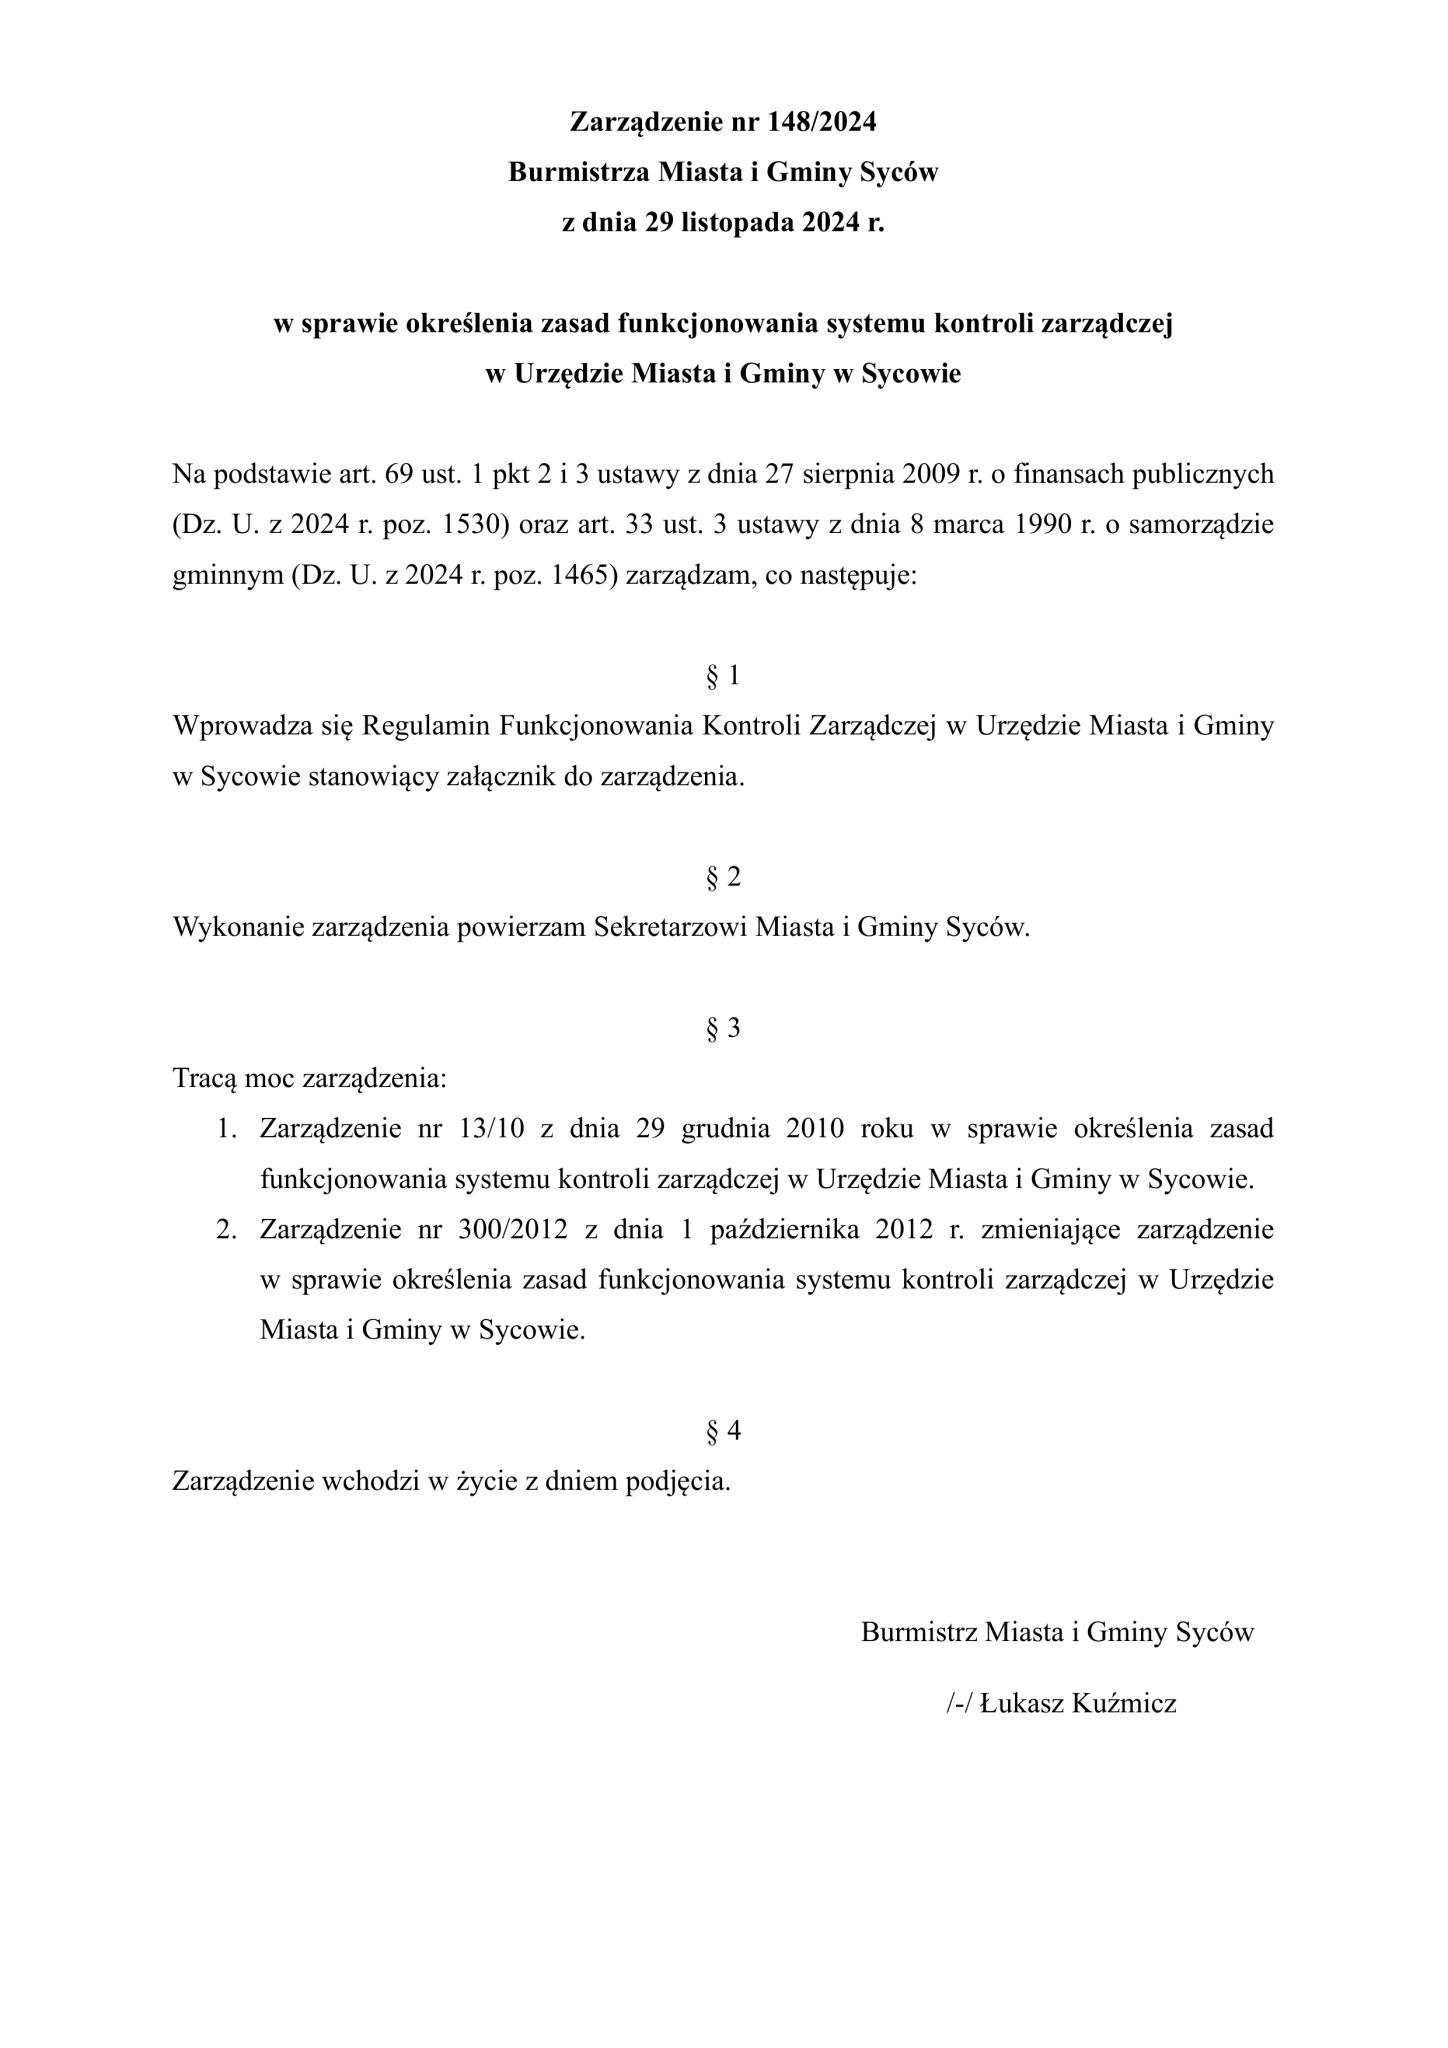 Zarządzenie nr 148/2024
Burmistrza Miasta i Gminy Syców
z dnia 29 listopada 2024 r.
w sprawie określenia zasad funkcjonowania systemu kontroli zarządczej
w Urzędzie Miasta i Gminy w Sycowie
Na podstawie art. 69 ust. 1 pkt 2 i 3 ustawy z dnia 27 sierpnia 2009 r. o finansach publicznych
(Dz. U. z 2024 r. poz. 1530) oraz art. 33 ust. 3 ustawy z dnia 8 marca 1990 r. o samorządzie
gminnym (Dz. U. z 2024 r. poz. 1465) zarządzam, co następuje:
§ 1
Wprowadza się Regulamin Funkcjonowania Kontroli Zarządczej w Urzędzie Miasta i Gminy
w Sycowie stanowiący załącznik do zarządzenia.
§ 2
Wykonanie zarządzenia powierzam Sekretarzowi Miasta i Gminy Syców.
§ 3
Tracą moc zarządzenia:
1. Zarządzenie nr 13/10 z dnia 29 grudnia 2010 roku w sprawie określenia zasad
funkcjonowania systemu kontroli zarządczej w Urzędzie Miasta i Gminy w Sycowie.
2. Zarządzenie nr 300/2012 z dnia 1 października 2012 r. zmieniające zarządzenie
w sprawie określenia zasad funkcjonowania systemu kontroli zarządczej w Urzędzie
Miasta i Gminy w Sycowie.
§ 4
Zarządzenie wchodzi w życie z dniem podjęcia.
Burmistrz Miasta i Gminy Syców
/-/ Łukasz Kuźmicz